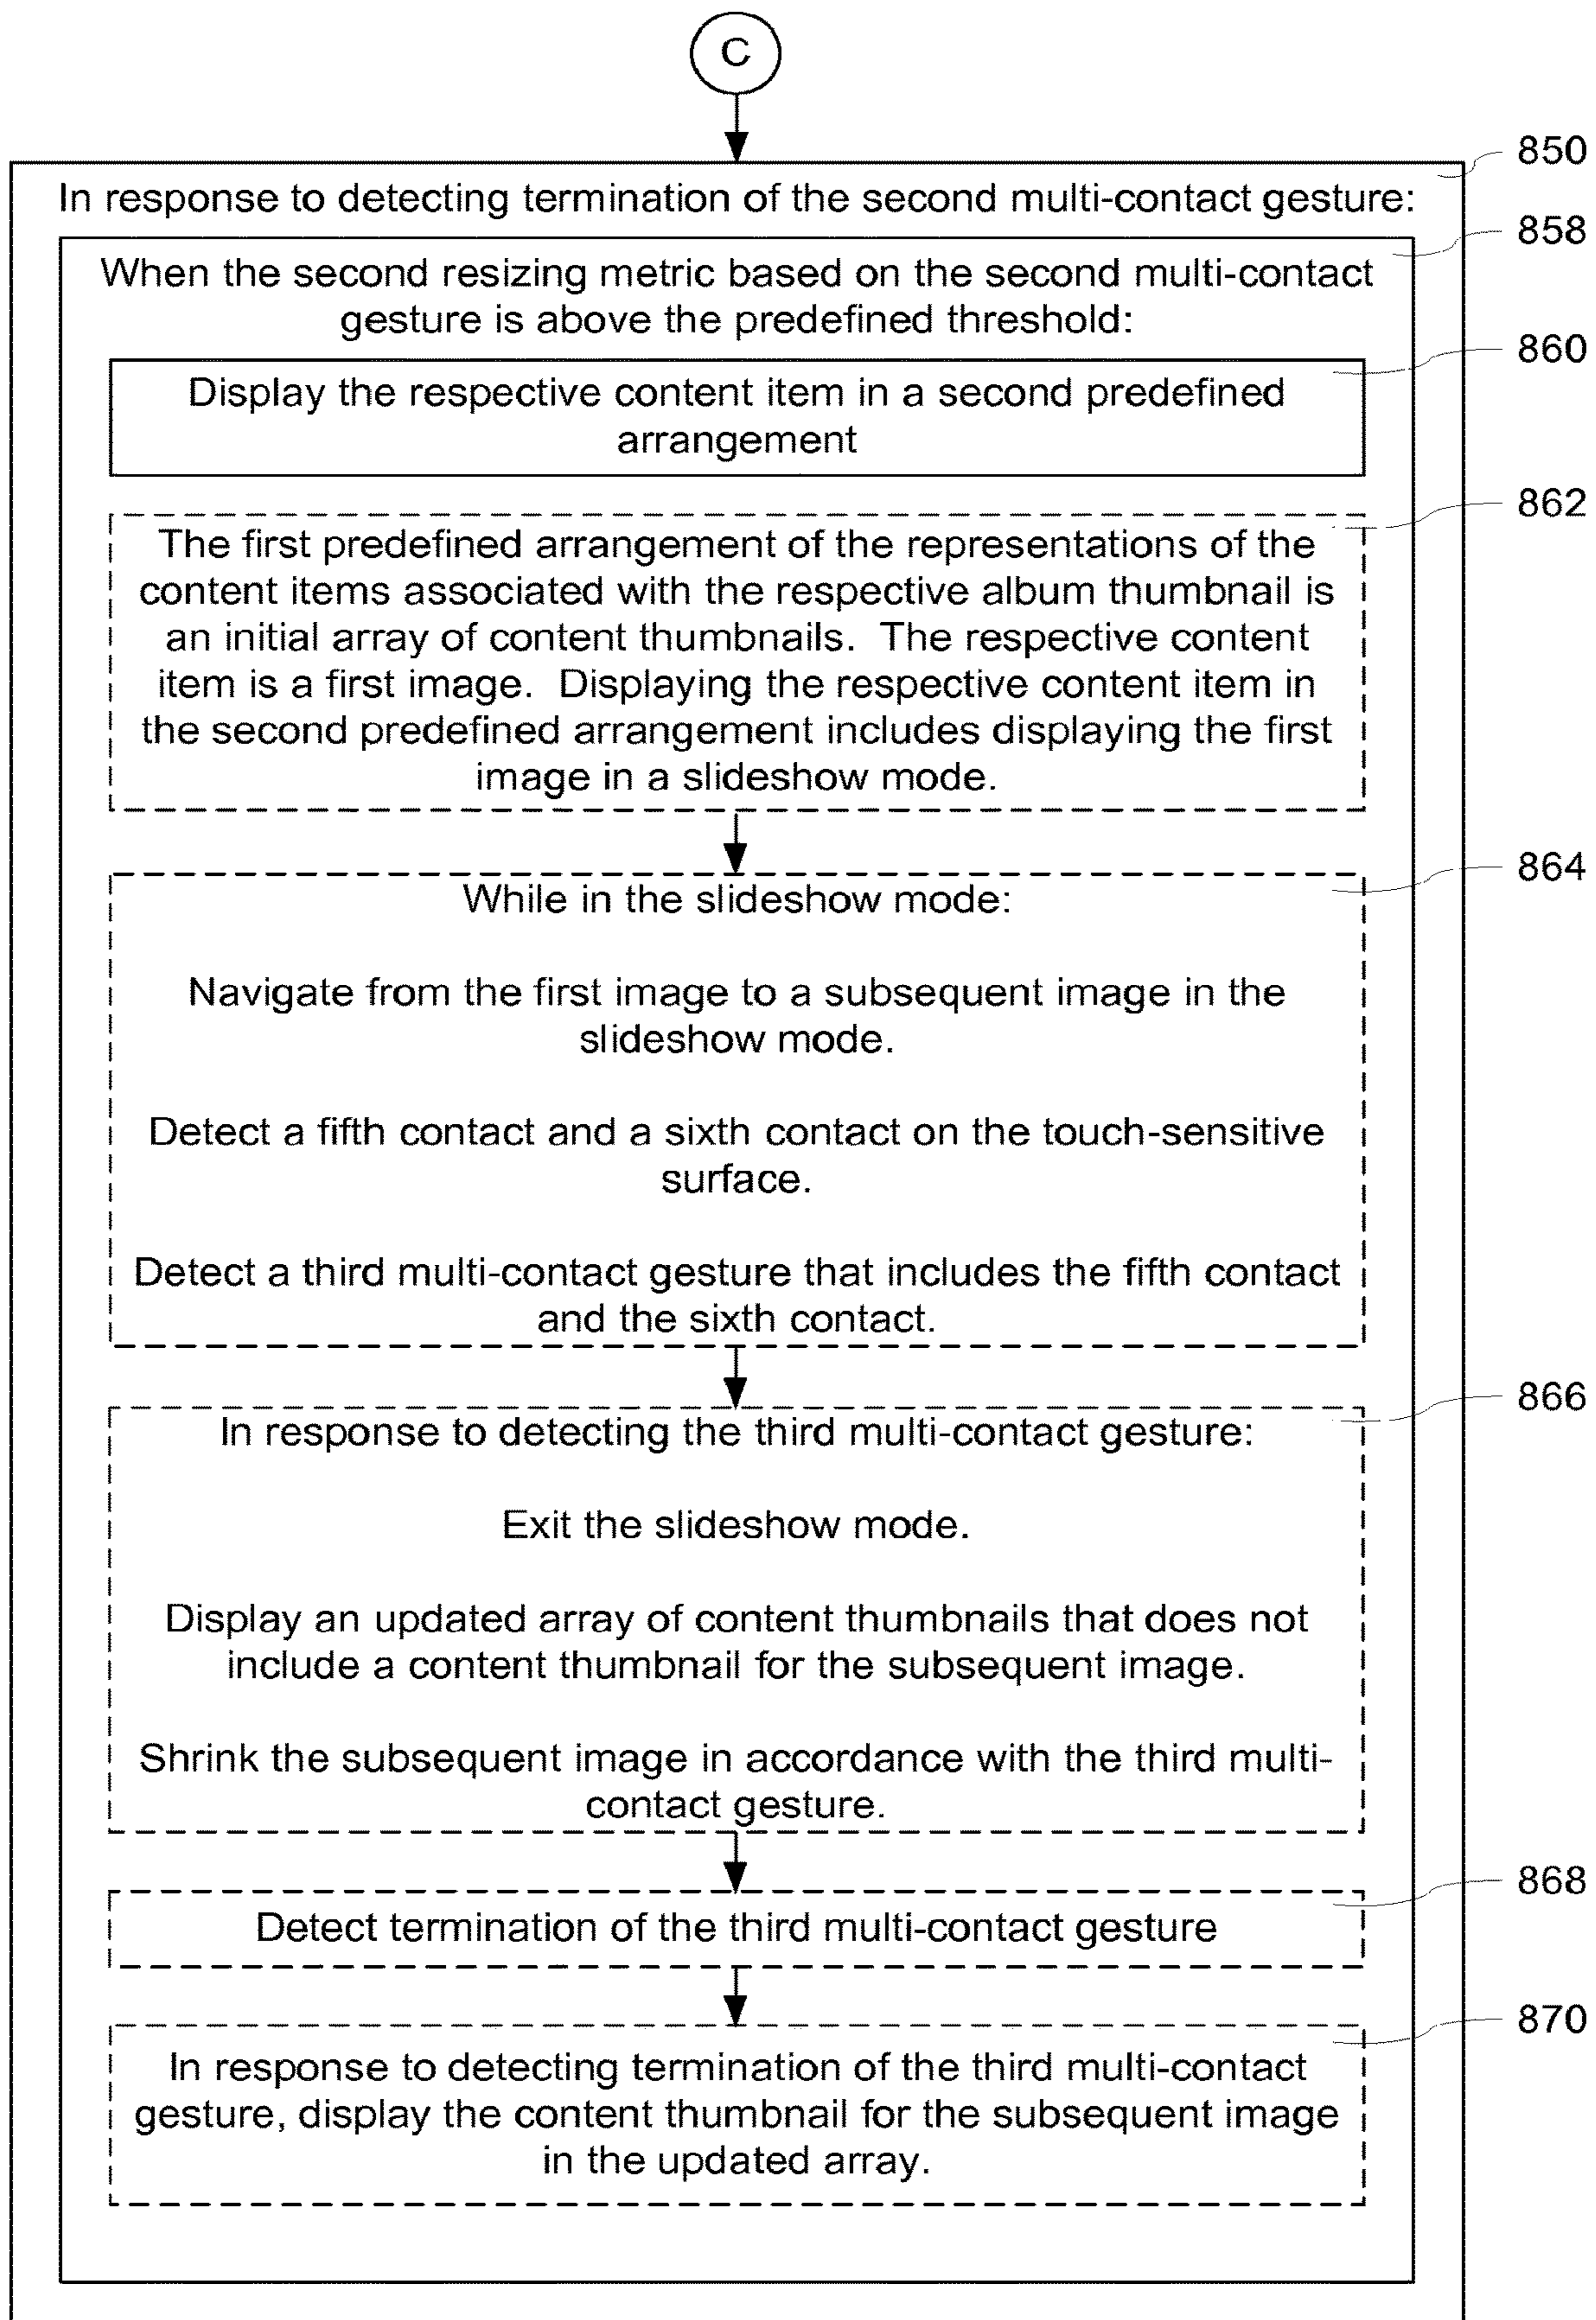 C
850
In response to detecting termination of the second multi-contact gesture:
858
When the second resizing metric based on the second multi-contact
gesture is above the predefined threshold:
860
Display the respective content item in a second predefined
arrangement
862
The first predefined arrangement of the representations of the
content items associated with the respective album thumbnail is
an initial array of content thumbnails.  The respective content
item is a first image.  Displaying the respective content item in
the second predefined arrangement includes displaying the first
image in a slideshow mode.
864
While in the slideshow mode:
Navigate from the first image to a subsequent image in the
slideshow mode.
Detect a fifth contact and a sixth contact on the touch-sensitive
surface.
Detect a third multi-contact gesture that includes the fifth contact
and the sixth contact.
866
In response to detecting the third multi-contact gesture:
Exit the slideshow mode.
Display an updated array of content thumbnails that does not
include a content thumbnail for the subsequent image.
Shrink the subsequent image in accordance with the third multi-
contact gesture.
868
Detect termination of the third multi-contact gesture
870
In response to detecting termination of the third multi-contact
gesture, display the content thumbnail for the subsequent image
in the updated array.